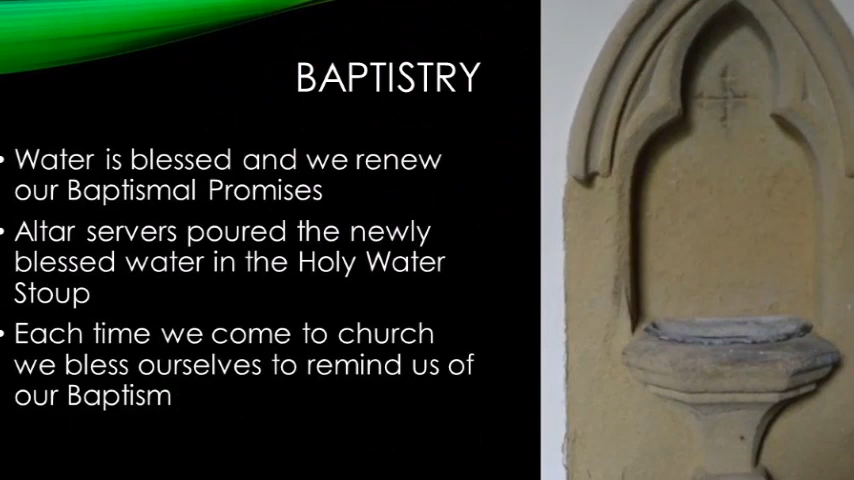 BAPTISTRY
• Water is blessed and we renew
our Baptismal Promises
• Altar servers poured the newly
blessed water in the Holy Water
Stoup
• Each time we come to church
we bless ourselves to remind us of
our Baptism